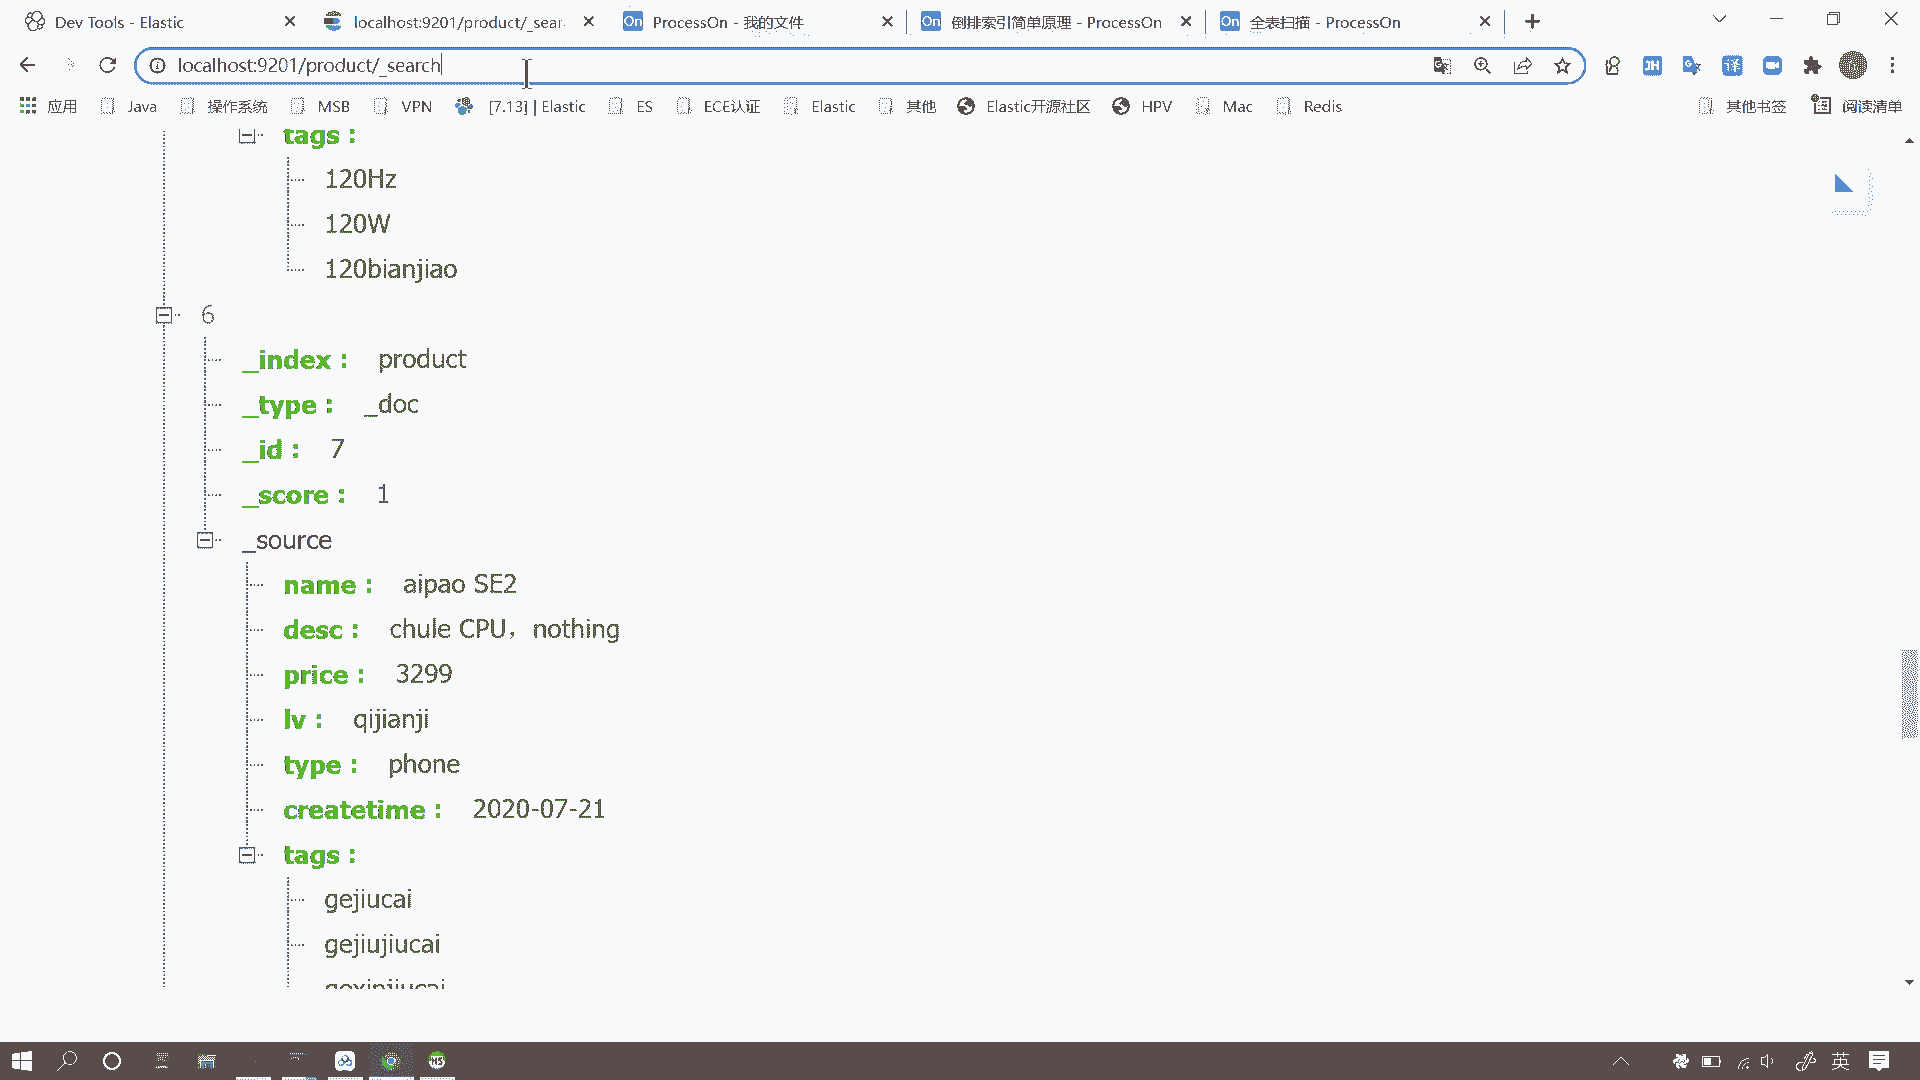 Dev Tools - Elastic
localhost:9201/product/_sear
On ProcessOn - 我的文件
On 倒排索引简单原理 - ProcessOn
On 全表扫描 - ProcessOn
localhost:9201/product/_search
应用 Java 操作系统 MSB VPN [7.13] | Elastic ES ECE认证 Elastic 其他 Elastic开源社区 HPV Mac Redis 其他书签 阅读清单
tags :
120Hz
120W
120bianjiao
6
_index : product
_type : _doc
_id : 7
_score : 1
_source
name : aipao SE2
desc : chule CPU，nothing
price : 3299
lv : qijianji
type : phone
createtime : 2020-07-21
tags :
gejiucai
gejiujiucai
英